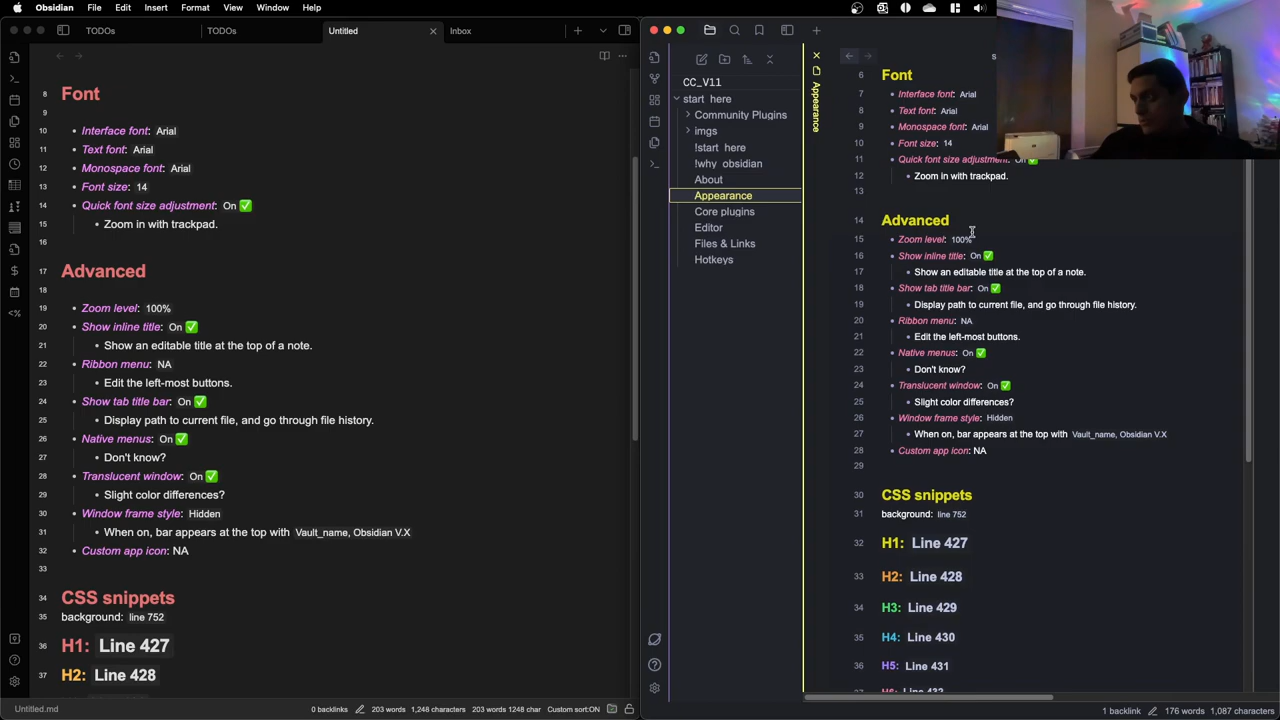 Obsidian File Edit Insert Format View Window Help
TODOs
TODOs
Untitled
Inbox
8 Font
9
10 Interface font: Arial
11 Text font: Arial
12 Monospace font: Arial
13 Font size: 14
14 Quick font size adjustment: On ✅
15 Zoom in with trackpad.
16
17 Advanced
18
19 Zoom level: 100%
20 Show inline title: On ✅
21 Show an editable title at the top of a note.
22 Ribbon menu: NA
23 Edit the left-most buttons.
24 Show tab title bar: On ✅
25 Display path to current file, and go through file history.
26 Native menus: On ✅
27 Don't know?
28 Translucent window: On ✅
29 Slight color differences?
30 Window frame style: Hidden
31 When on, bar appears at the top with Vault_name, Obsidian V.X
32 Custom app icon: NA
33
34 CSS snippets
35 background: line 752
36 H1: Line 427
37 H2: Line 428
Untitled.md
0 backlinks 203 words 1,248 characters 203 words 1248 char Custom sort:ON
CC_V11
start here
Community Plugins
imgs
!start here
!why obsidian
About
Appearance
Core plugins
Editor
Files & Links
Hotkeys
Appearance
S
6 Font
7 Interface font: Arial
8 Text font: Arial
9 Monospace font: Arial
10 Font size: 14
11 Quick font size adjustment: On ✅
12 Zoom in with trackpad.
13
14 Advanced
15 Zoom level: 100%
16 Show inline title: On ✅
17 Show an editable title at the top of a note.
18 Show tab title bar: On ✅
19 Display path to current file, and go through file history.
20 Ribbon menu: NA
21 Edit the left-most buttons.
22 Native menus: On ✅
23 Don't know?
24 Translucent window: On ✅
25 Slight color differences?
26 Window frame style: Hidden
27 When on, bar appears at the top with Vault_name, Obsidian V.X
28 Custom app icon: NA
29
30 CSS snippets
31 background: line 752
32 H1: Line 427
33 H2: Line 428
34 H3: Line 429
35 H4: Line 430
36 H5: Line 431
37 H6: Line 432
1 backlink 176 words 1,087 characters